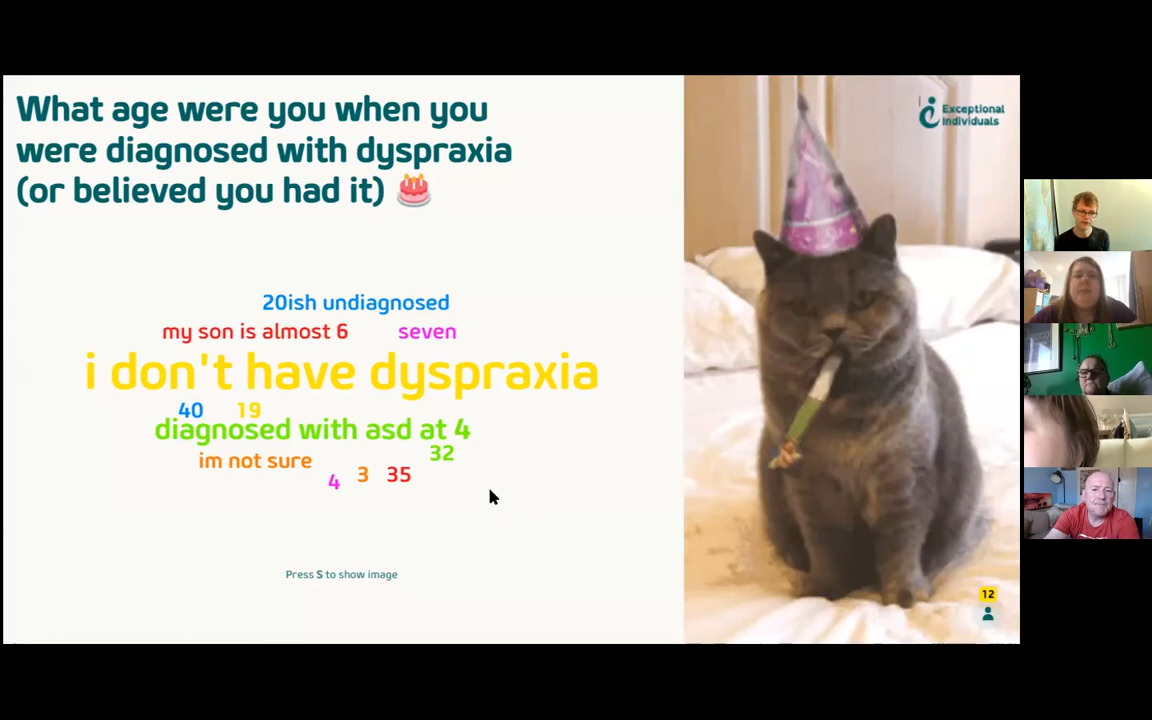 What age were you when you
were diagnosed with dyspraxia
(or believed you had it)
Exceptional
Individuals
20ish undiagnosed
my son is almost 6
seven
i don't have dyspraxia
40
19
diagnosed with asd at 4
32
im not sure
4
3
35
Press S to show image
12